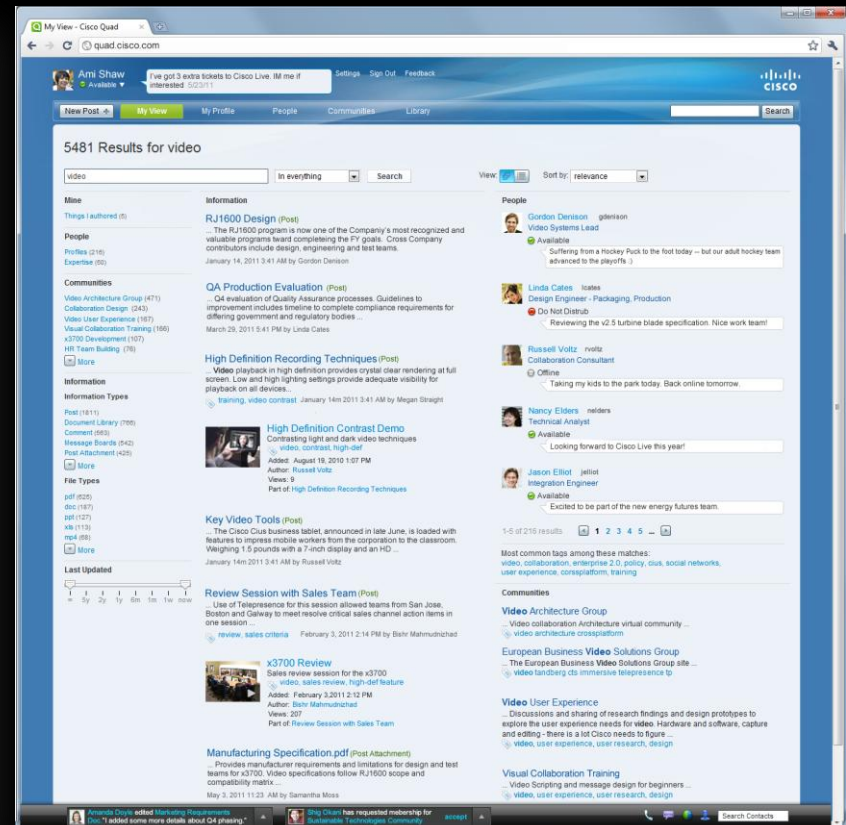 My View - Cisco Quad
quad.cisco.com
Ami Shaw
Available
I've got 3 extra tickets to Cisco Live. IM me if
interested 5/23/11
Settings Sign Out Feedback
CISCO
New Post + My View My Profile People Communities Library Search
5481 Results for video
video In everything Search View: Sort by: relevance
Mine
Things I authored (5)
People
Profiles (216)
Expertise (60)
Communities
Video Architecture Group (471)
Collaboration Design (243)
Video User Experience (167)
Visual Collaboration Training (166)
x3700 Development (107)
HR Team Building (76)
More
Information
Information Types
Post (1811)
Document Library (766)
Comment (563)
Message Boards (542)
Post Attachment (425)
More
File Types
pdf (625)
doc (187)
ppt (127)
xls (113)
mp4 (68)
More
Last Updated
∞ 5y 2y 1y 6m 1m 1w now
Information
RJ1600 Design (Post)
... The RJ1600 program is now one of the Company's most recognized and
valuable programs tward completeing the FY goals. Cross Company
contributors include design, engineering and test teams.
January 14, 2011 3:41 AM by Gordon Denison
QA Production Evaluation (Post)
... Q4 evaluation of Quality Assurance processes. Guidelines to
improvement includes timeline to complete compliance requirements for
differing government and regulatory bodies ...
March 29, 2011 5:41 PM by Linda Cates
High Definition Recording Techniques (Post)
... Video playback in high definition provides crystal clear rendering at full
screen. Low and high lighting settings provide adequate visibility for
playback on all devices...
training, video contrast January 14m 2011 3:41 AM by Megan Straight
High Definition Contrast Demo
Contrasting light and dark video techniques
video, contrast, high-def
Added: August 19, 2010 1:07 PM
Author: Russell Voltz
Views: 9
Part of: High Definition Recording Techniques
Key Video Tools (Post)
... The Cisco Cius business tablet, announced in late June, is loaded with
features to impress mobile workers from the corporation to the classroom.
Weighing 1.5 pounds with a 7-inch display and an HD ...
January 14m 2011 3:41 AM by Russell Voltz
Review Session with Sales Team (Post)
... Use of Telepresence for this session allowed teams from San Jose,
Boston and Galway to meet resolve critical sales channel action items in
one session ...
review, sales criteria February 3, 2011 2:14 PM by Bishr Mahmudnizhad
x3700 Review
Sales review session for the x3700
video, sales review, high-def feature
Added: February 3,2011 2:12 PM
Author: Bishr Mahmudnizhad
Views: 207
Part of: Review Session with Sales Team
Manufacturing Specification.pdf (Post Attachment)
... Provides manufacturer requirements and limitations for design and test
teams for x3700. Video specifications follow RJ1600 scope and
compatibility matrix ...
May 3, 2011 11:23 AM by Samantha Moss
People
Gordon Denison gdenison
Video Systems Lead
Available
Suffering from a Hockey Puck to the foot today -- but our adult hockey team
advanced to the playoffs :)
Linda Cates lcates
Design Engineer - Packaging, Production
Do Not Distrub
Reviewing the v2.5 turbine blade specification. Nice work team!
Russell Voltz rvoltz
Collaboration Consultant
Offline
Taking my kids to the park today. Back online tomorrow.
Nancy Elders nelders
Technical Analyst
Available
Looking forward to Cisco Live this year!
Jason Elliot jelliot
Integration Engineer
Available
Excited to be part of the new energy futures team.
1-5 of 216 results 1 2 3 4 5 ...
Most common tags among these matches:
video, collaboration, enterprise 2.0, policy, cius, social networks,
user experience, corssplatform, training
Communities
Video Architecture Group
... Video collaboration Architecture virtual community ...
video architecture crossplatform
European Business Video Solutions Group
... The European Business Video Solutions Group site ...
video tandberg cts immersive telepresence tp
Video User Experience
... Discussions and sharing of research findings and design prototypes to
explore the user experience needs for video. Hardware and software, capture
and editing - there is a lot Cisco needs to figure ...
video, user experience, user research, design
Visual Collaboration Training
... Video Scripting and message design for beginners ...
video, user experience, user research, design
Amanda Doyle edited Marketing Requirements
Doc."I added some more details about Q4 phasing."
Shig Okani has requested mebership for
Sustainable Technologies Community accept
Search Contacts